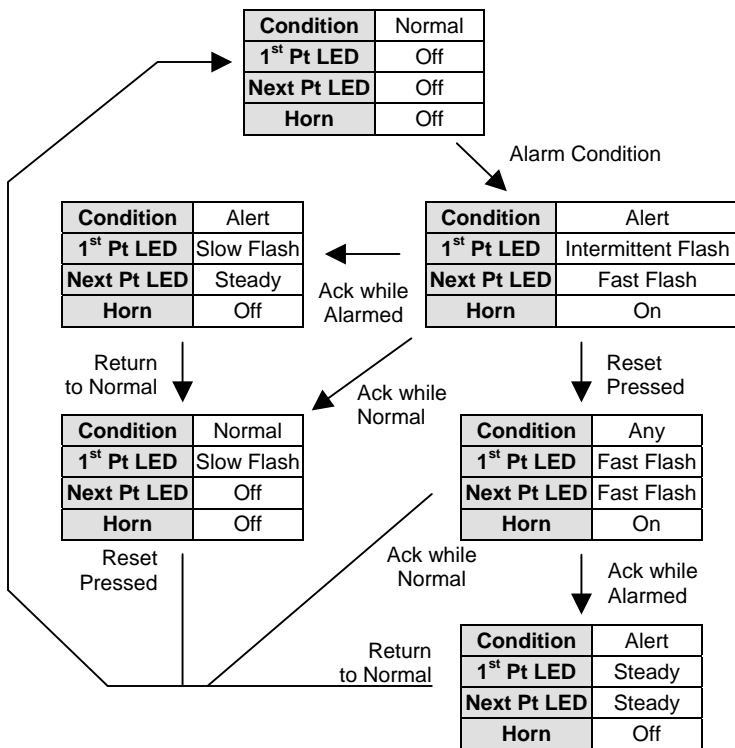 Condition Normal
1st Pt LED Off
Next Pt LED Off
Horn Off
Alarm Condition
Condition Alert
1st Pt LED Slow Flash
Next Pt LED Steady
Horn Off
Ack while
Alarmed
Condition Alert
1st Pt LED Intermittent Flash
Next Pt LED Fast Flash
Horn On
Return
to Normal
Ack while
Normal
Reset
Pressed
Condition Normal
1st Pt LED Slow Flash
Next Pt LED Off
Horn Off
Condition Any
1st Pt LED Fast Flash
Next Pt LED Fast Flash
Horn On
Reset
Pressed
Ack while
Normal
Ack while
Alarmed
Return
to Normal
Condition Alert
1st Pt LED Steady
Next Pt LED Steady
Horn Off